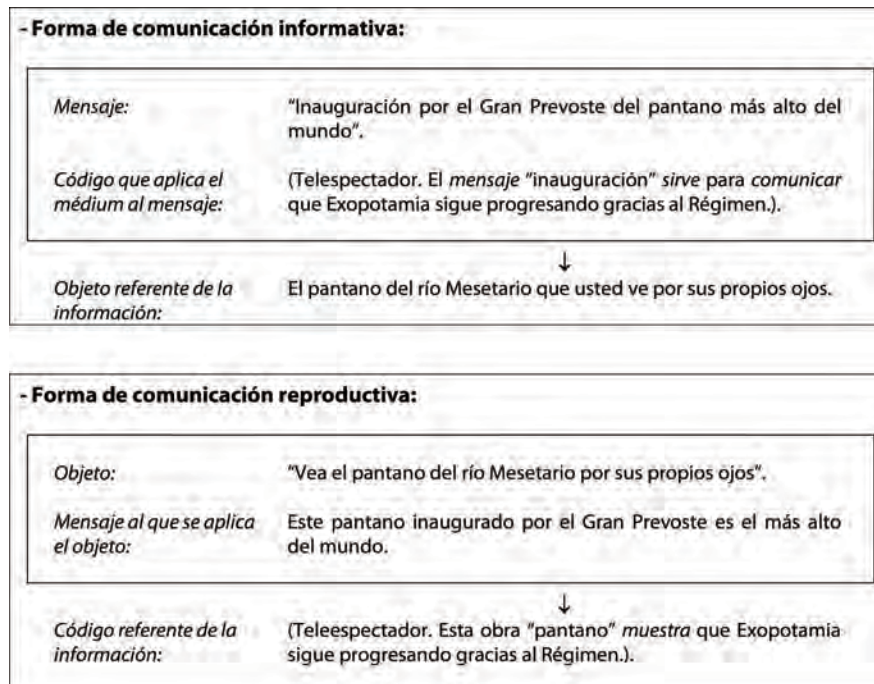 - Forma de comunicación informativa:
Mensaje: "Inauguración por el Gran Prevoste del pantano más alto del
mundo".
Código que aplica el (Telespectador. El mensaje "inauguración" sirve para comunicar
médium al mensaje: que Exopotamia sigue progresando gracias al Régimen.).
↓
Objeto referente de la El pantano del río Mesetario que usted ve por sus propios ojos.
información:
- Forma de comunicación reproductiva:
Objeto: "Vea el pantano del río Mesetario por sus propios ojos".
Mensaje al que se aplica Este pantano inaugurado por el Gran Prevoste es el más alto
el objeto: del mundo.
↓
Código referente de la (Teleespectador. Esta obra "pantano" muestra que Exopotamia
información: sigue progresando gracias al Régimen.).